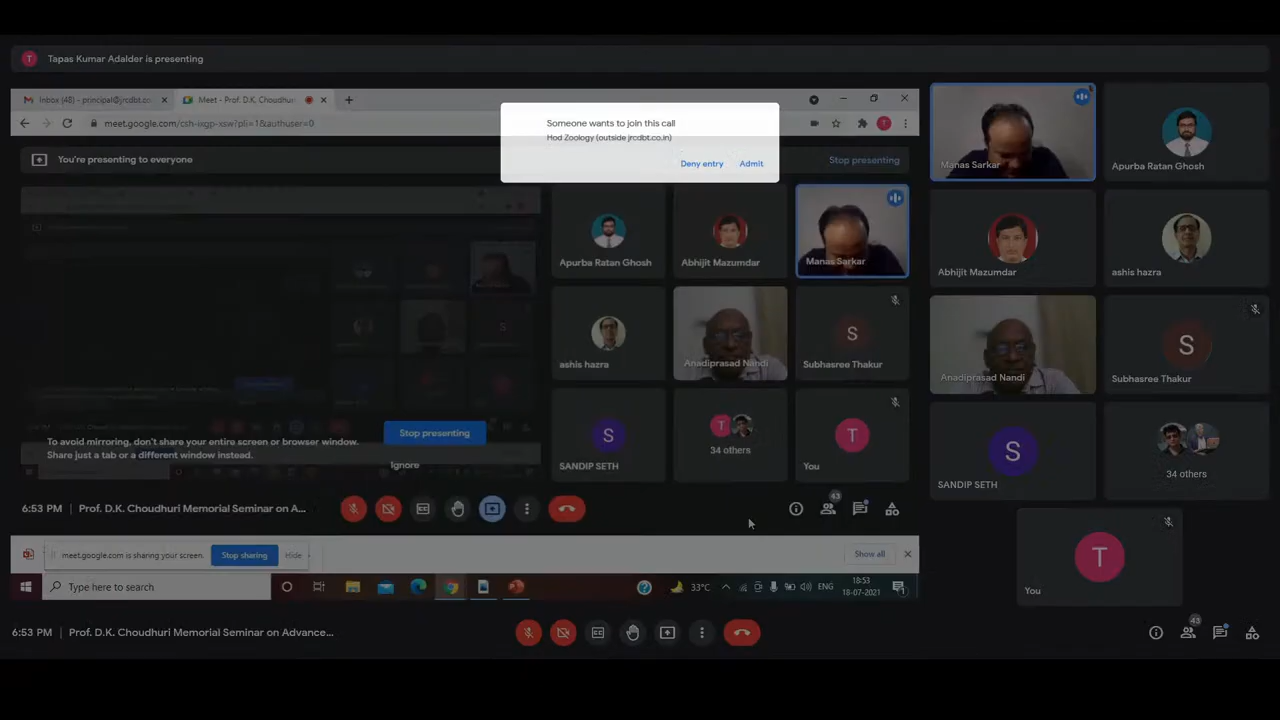 T Tapas Kumar Adalder is presenting
Inbox (48) - principal@jrcdbt.co.
Meet - Prof. D.K. Choudhuri
meet.google.com/csh-ixgp-xsw?pli=1&authuser=0
Someone wants to join this call
Hod Zoology (outside jrcdbt.co.in)
Deny entry Admit
You're presenting to everyone
Stop presenting
Apurba Ratan Ghosh
Abhijit Mazumdar
Manas Sarkar
ashis hazra
Anadiprasad Nandi
S
Subhasree Thakur
S
SANDIP SETH
T
34 others
T
You
To avoid mirroring, don't share your entire screen or browser window.
Share just a tab or a different window instead.
Stop presenting
Ignore
6:53 PM | Prof. D.K. Choudhuri Memorial Seminar on A...
43
meet.google.com is sharing your screen.
Stop sharing
Hide
Show all
Type here to search
33°C
ENG
18:53
18-07-2021
Manas Sarkar
Apurba Ratan Ghosh
Abhijit Mazumdar
ashis hazra
Anadiprasad Nandi
S
Subhasree Thakur
S
SANDIP SETH
34 others
T
You
6:53 PM | Prof. D.K. Choudhuri Memorial Seminar on Advance...
43